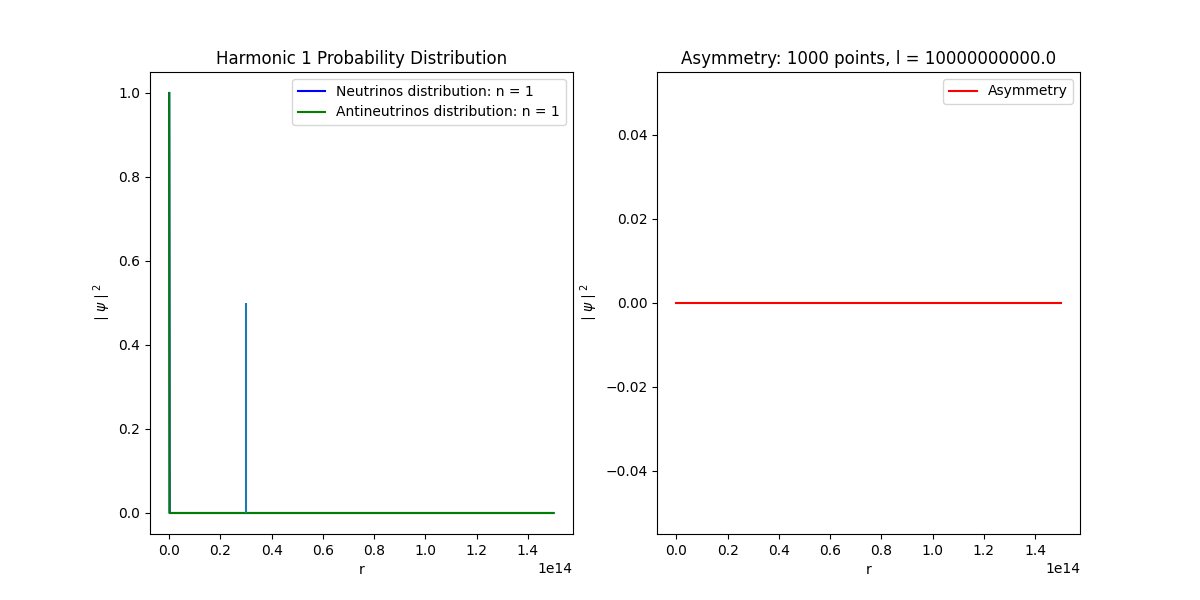 Harmonic 1 Probability Distribution
Neutrinos distribution: n = 1
Antineutrinos distribution: n = 1
1.0
0.8
0.6
0.4
0.2
0.0
| ψ |²
0.0 0.2 0.4 0.6 0.8 1.0 1.2 1.4
1e14
r
Asymmetry: 1000 points, l = 10000000000.0
Asymmetry
0.04
0.02
0.00
−0.02
−0.04
| ψ |²
0.0 0.2 0.4 0.6 0.8 1.0 1.2 1.4
1e14
r